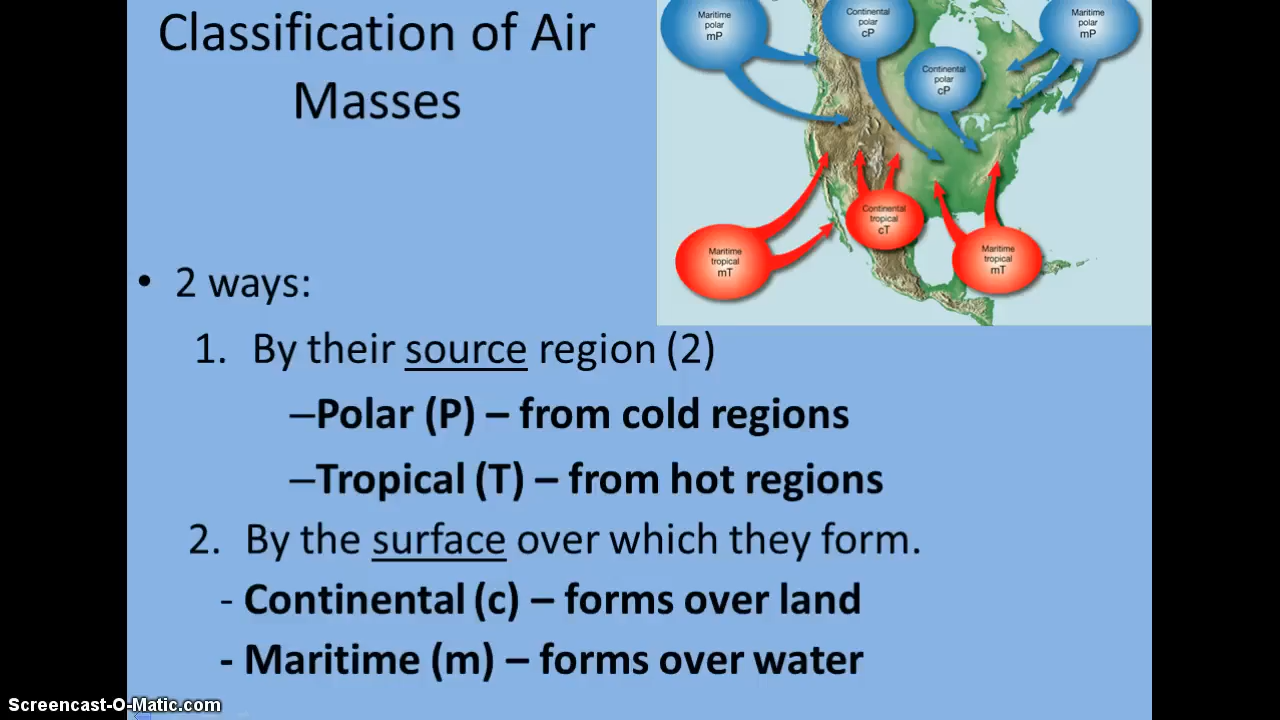 Classification of Air
Masses
Maritime
polar
mP
Continental
polar
cP
Maritime
polar
mP
Continental
polar
cP
Continental
tropical
cT
Maritime
tropical
mT
Maritime
tropical
mT
• 2 ways:
1. By their source region (2)
–Polar (P) – from cold regions
–Tropical (T) – from hot regions
2. By the surface over which they form.
- Continental (c) – forms over land
- Maritime (m) – forms over water
Screencast-O-Matic.com